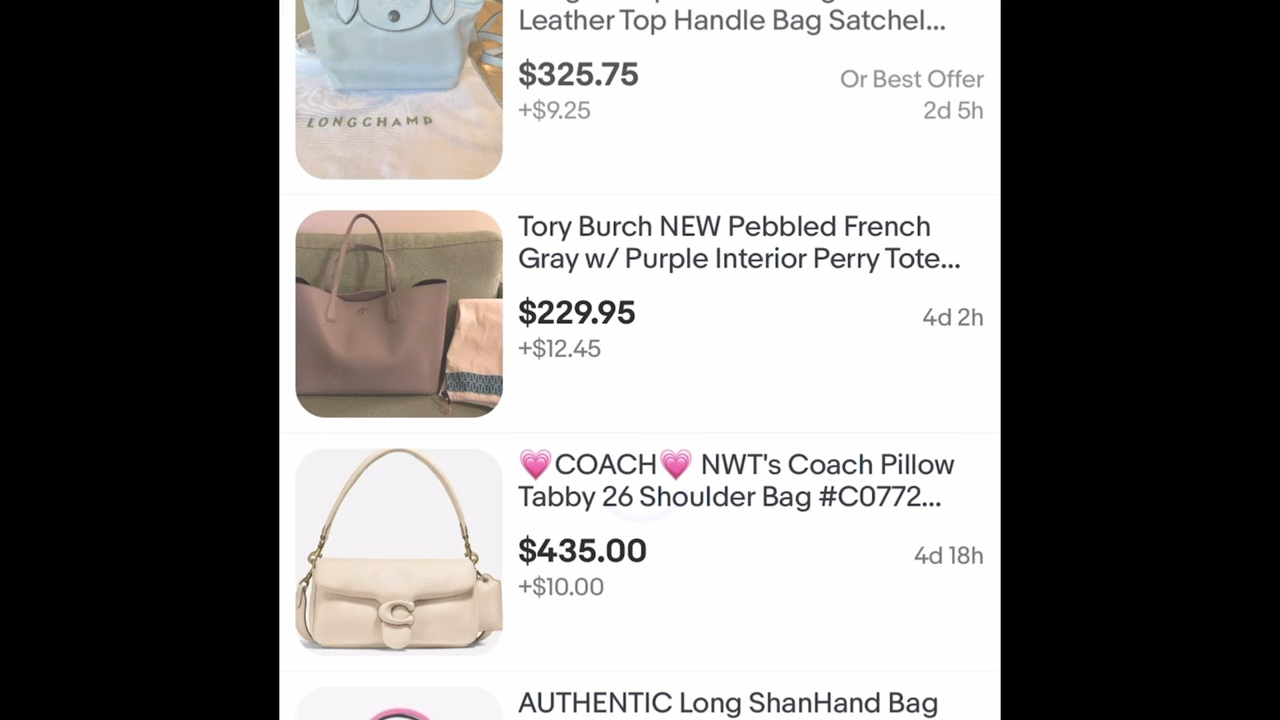 Leather Top Handle Bag Satchel...
$325.75
Or Best Offer
+$9.25
2d 5h
LONGCHAMP
Tory Burch NEW Pebbled French
Gray w/ Purple Interior Perry Tote...
$229.95
4d 2h
+$12.45
💗COACH💗 NWT's Coach Pillow
Tabby 26 Shoulder Bag #C0772...
$435.00
4d 18h
+$10.00
AUTHENTIC Long ShanHand Bag